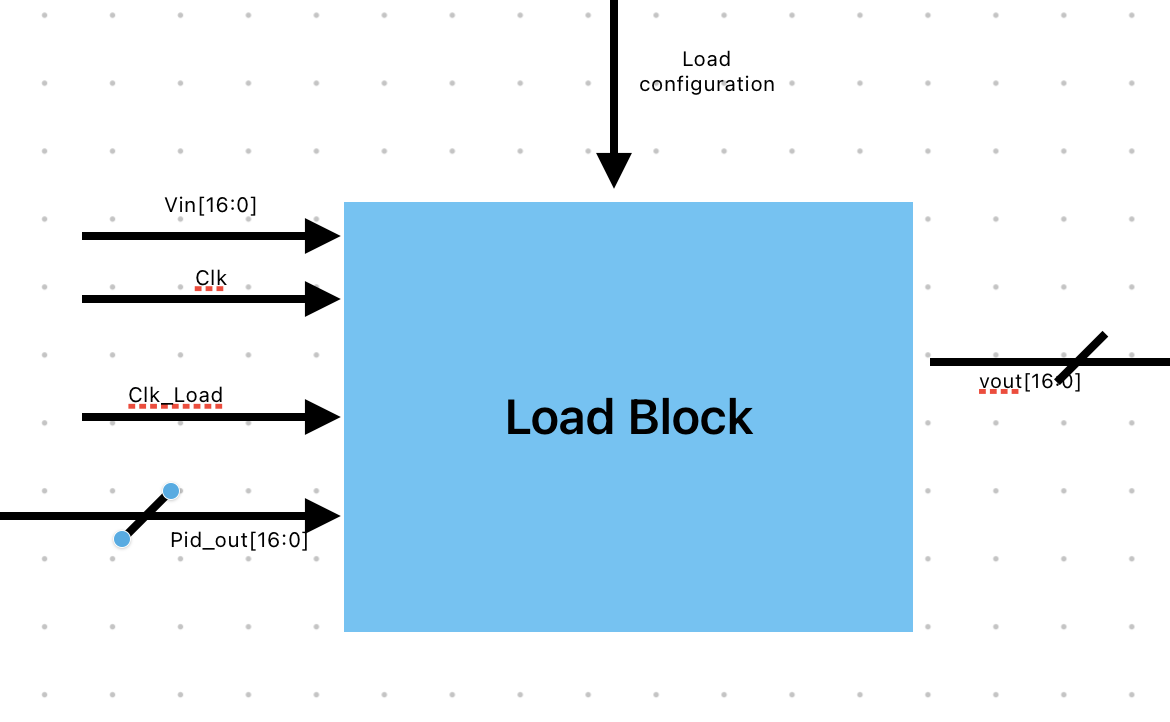 Load
configuration
Vin[16:0]
Clk
Clk_Load
Load Block
vout[16:0]
Pid_out[16:0]